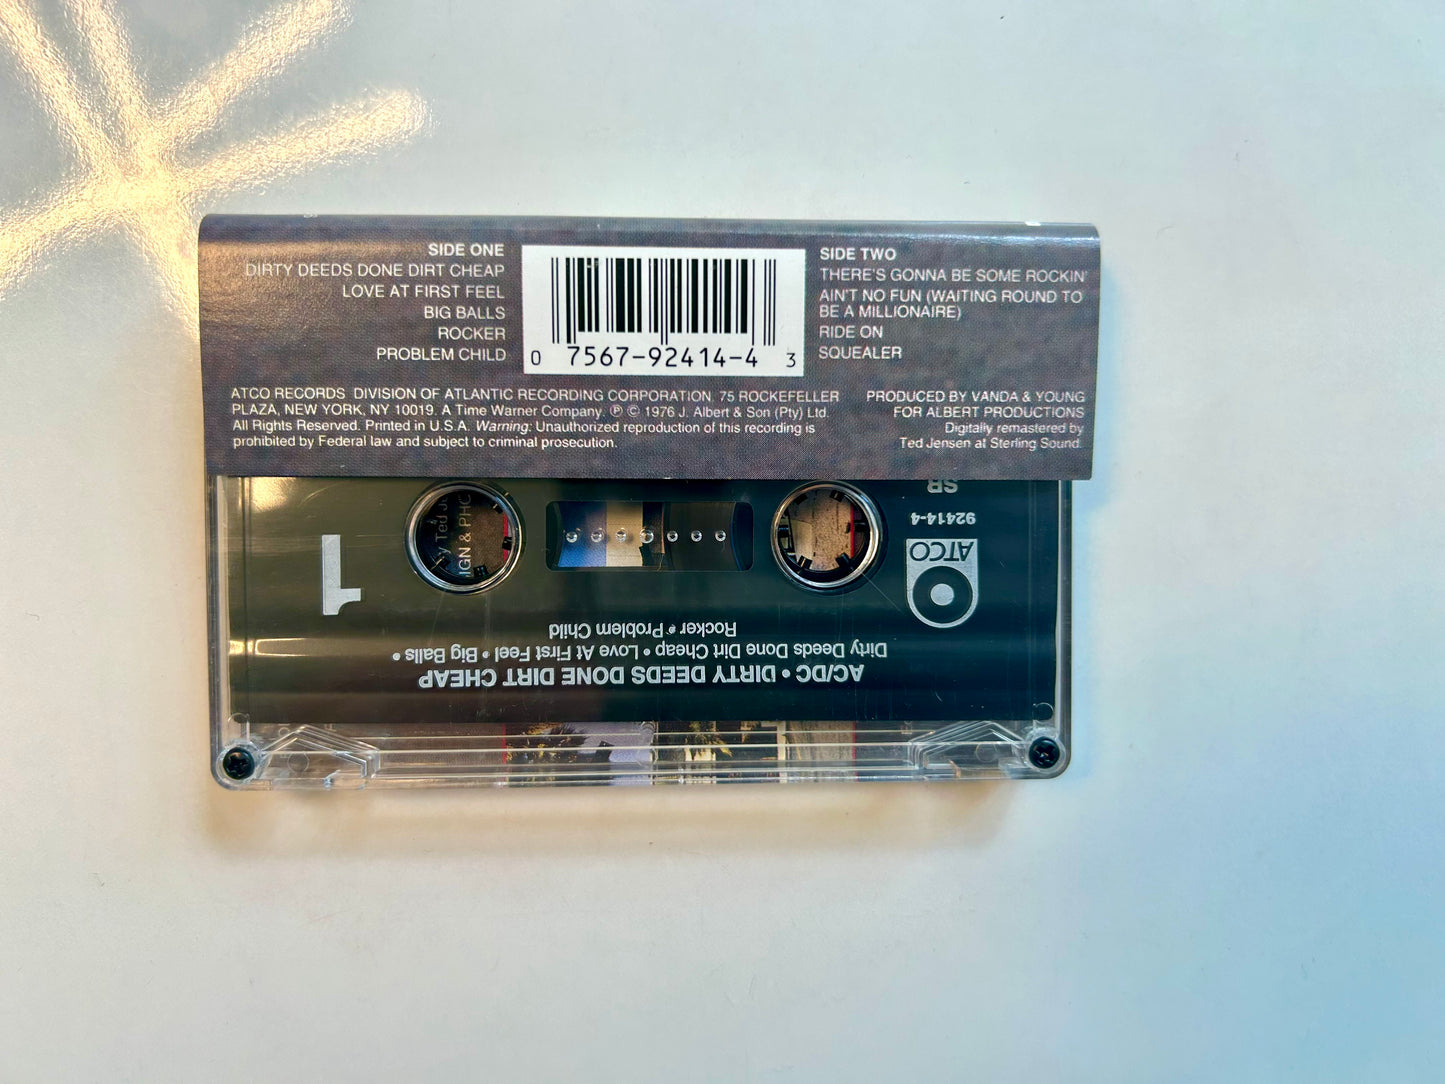 SIDE ONE
DIRTY DEEDS DONE DIRT CHEAP
LOVE AT FIRST FEEL
BIG BALLS
ROCKER
PROBLEM CHILD
0 7567-92414-4 3
SIDE TWO
THERE'S GONNA BE SOME ROCKIN'
AIN'T NO FUN (WAITING ROUND TO
BE A MILLIONAIRE)
RIDE ON
SQUEALER
ATCO RECORDS DIVISION OF ATLANTIC RECORDING CORPORATION, 75 ROCKEFELLER
PLAZA, NEW YORK, NY 10019. A Time Warner Company. ℗ © 1976 J. Albert & Son (Pty) Ltd.
All Rights Reserved. Printed in U.S.A. Warning: Unauthorized reproduction of this recording is
prohibited by Federal law and subject to criminal prosecution.
PRODUCED BY VANDA & YOUNG
FOR ALBERT PRODUCTIONS
Digitally remastered by
Ted Jensen at Sterling Sound.
AC/DC • DIRTY DEEDS DONE DIRT CHEAP
Dirty Deeds Done Dirt Cheap • Love At First Feel • Big Balls •
Rocker • Problem Child
ATCO
92414-4
SR
1
y Ted Je
IGN & PHO